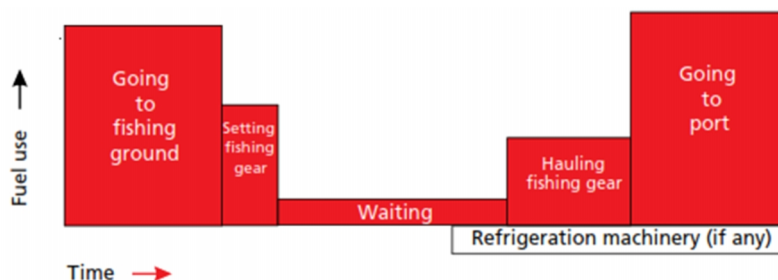 Going
to
fishing
ground
Setting
fishing
gear
Waiting
Hauling
fishing gear
Going
to
port
Refrigeration machinery (if any)
Fuel use
Time